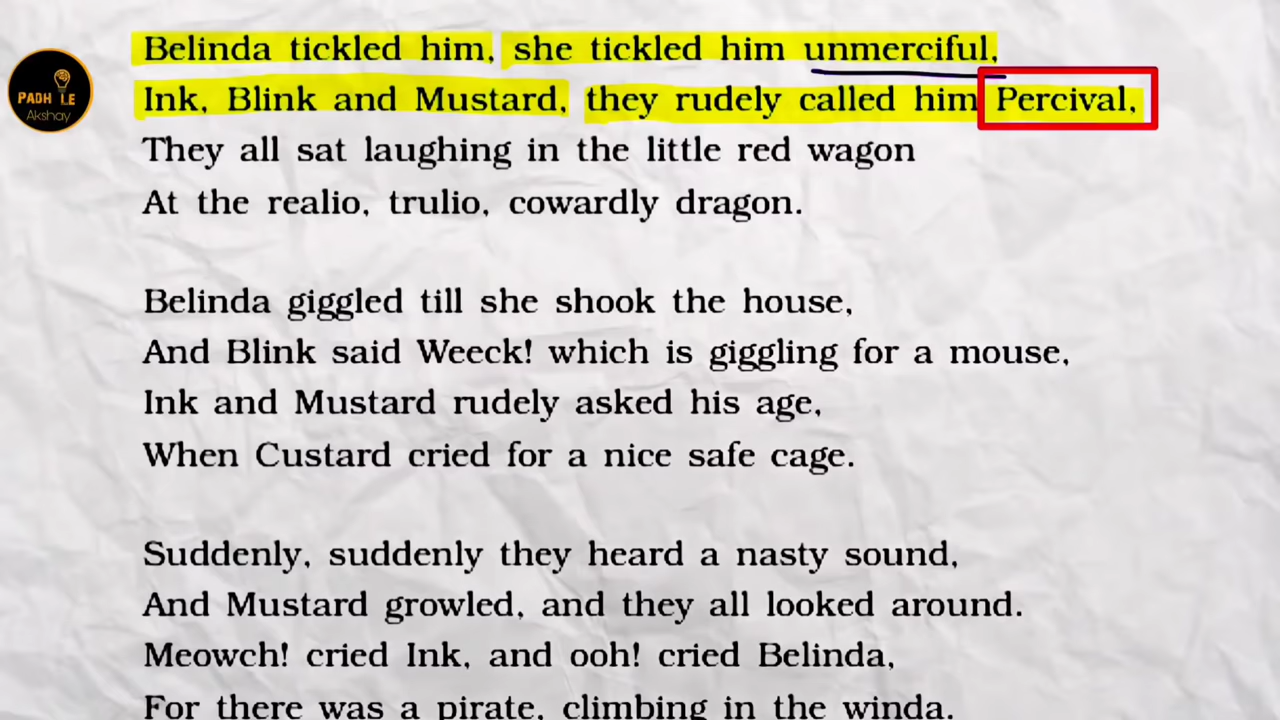 Belinda tickled him, she tickled him unmerciful,
Ink, Blink and Mustard, they rudely called him Percival,
They all sat laughing in the little red wagon
At the realio, trulio, cowardly dragon.
Belinda giggled till she shook the house,
And Blink said Weeck! which is giggling for a mouse,
Ink and Mustard rudely asked his age,
When Custard cried for a nice safe cage.
Suddenly, suddenly they heard a nasty sound,
And Mustard growled, and they all looked around.
Meowch! cried Ink, and ooh! cried Belinda,
For there was a pirate, climbing in the winda.
PADH LE
Akshay